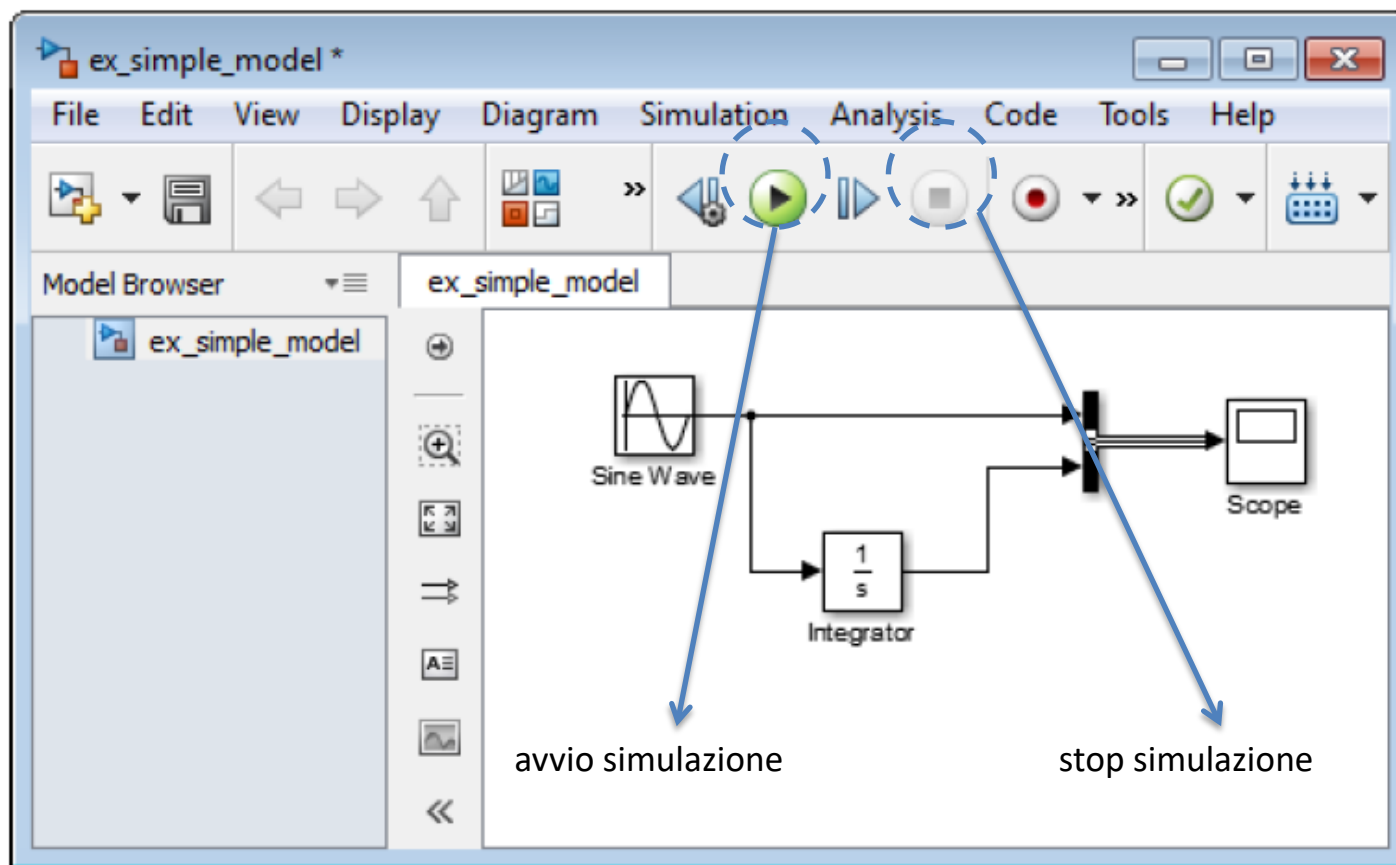 ex_simple_model *
File Edit View Display Diagram Simulation Analysis Code Tools Help
Model Browser
ex_simple_model
ex_simple_model
Sine Wave
Scope
1
s
Integrator
A
avvio simulazione
stop simulazione